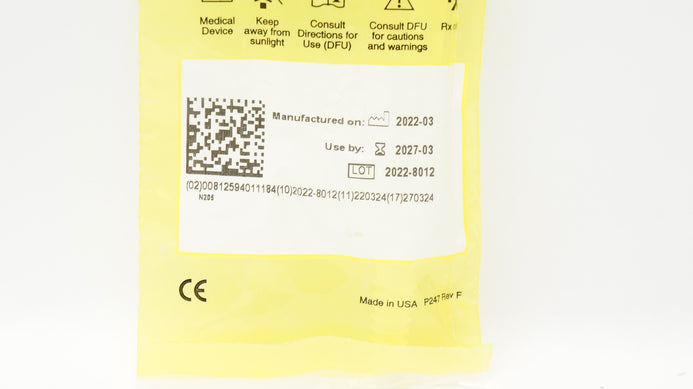 Medical
Device
Keep
away from
sunlight
Consult
Directions for
Use (DFU)
Consult DFU
for cautions
and warnings
Rx
Manufactured on: 2022-03
Use by: 2027-03
LOT 2022-8012
(02)00812594011184(10)2022-8012(11)220324(17)270324
N205
CE
Made in USA P247 Rev F